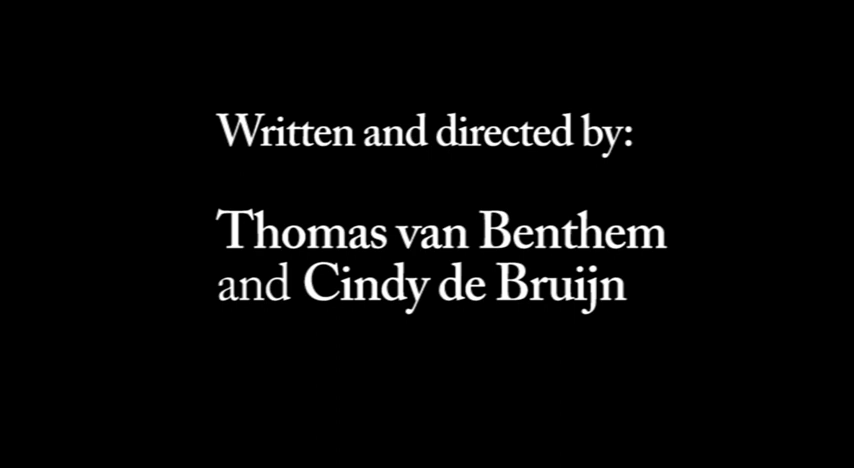 Written and directed by:
Thomas van Benthem
and Cindy de Bruijn